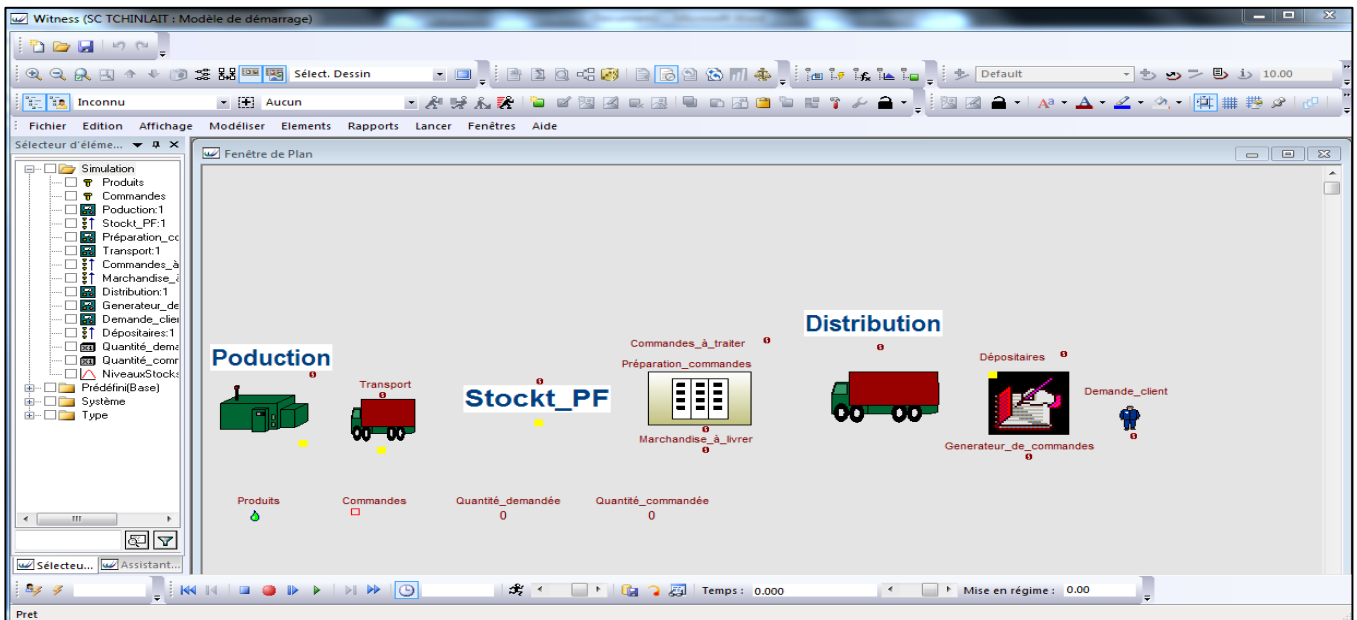 Witness (SC TCHINLAIT : Modèle de démarrage)
Sélect. Dessin
Default
10.00
Inconnu
Aucun
Fichier Edition Affichage Modéliser Elements Rapports Lancer Fenêtres Aide
Sélecteur d'éléme...
Fenêtre de Plan
Simulation
Produits
Commandes
Poduction:1
Stockt_PF:1
Préparation_cc
Transport:1
Commandes_à
Marchandise_à
Distribution:1
Generateur_de
Demande_clier
Dépositaires:1
Quantité_dema
Quantité_comr
NiveauxStocks
Prédéfini(Base)
Système
Type
Distribution
Commandes_à_traiter
Préparation_commandes
Dépositaires
Poduction
Transport
Stockt_PF
Demande_client
Marchandise_à_livrer
Generateur_de_commandes
Produits Commandes Quantité_demandée Quantité_commandée
0 0
Sélecteu... Assistant...
Temps : 0.000
Mise en régime : 0.00
Pret